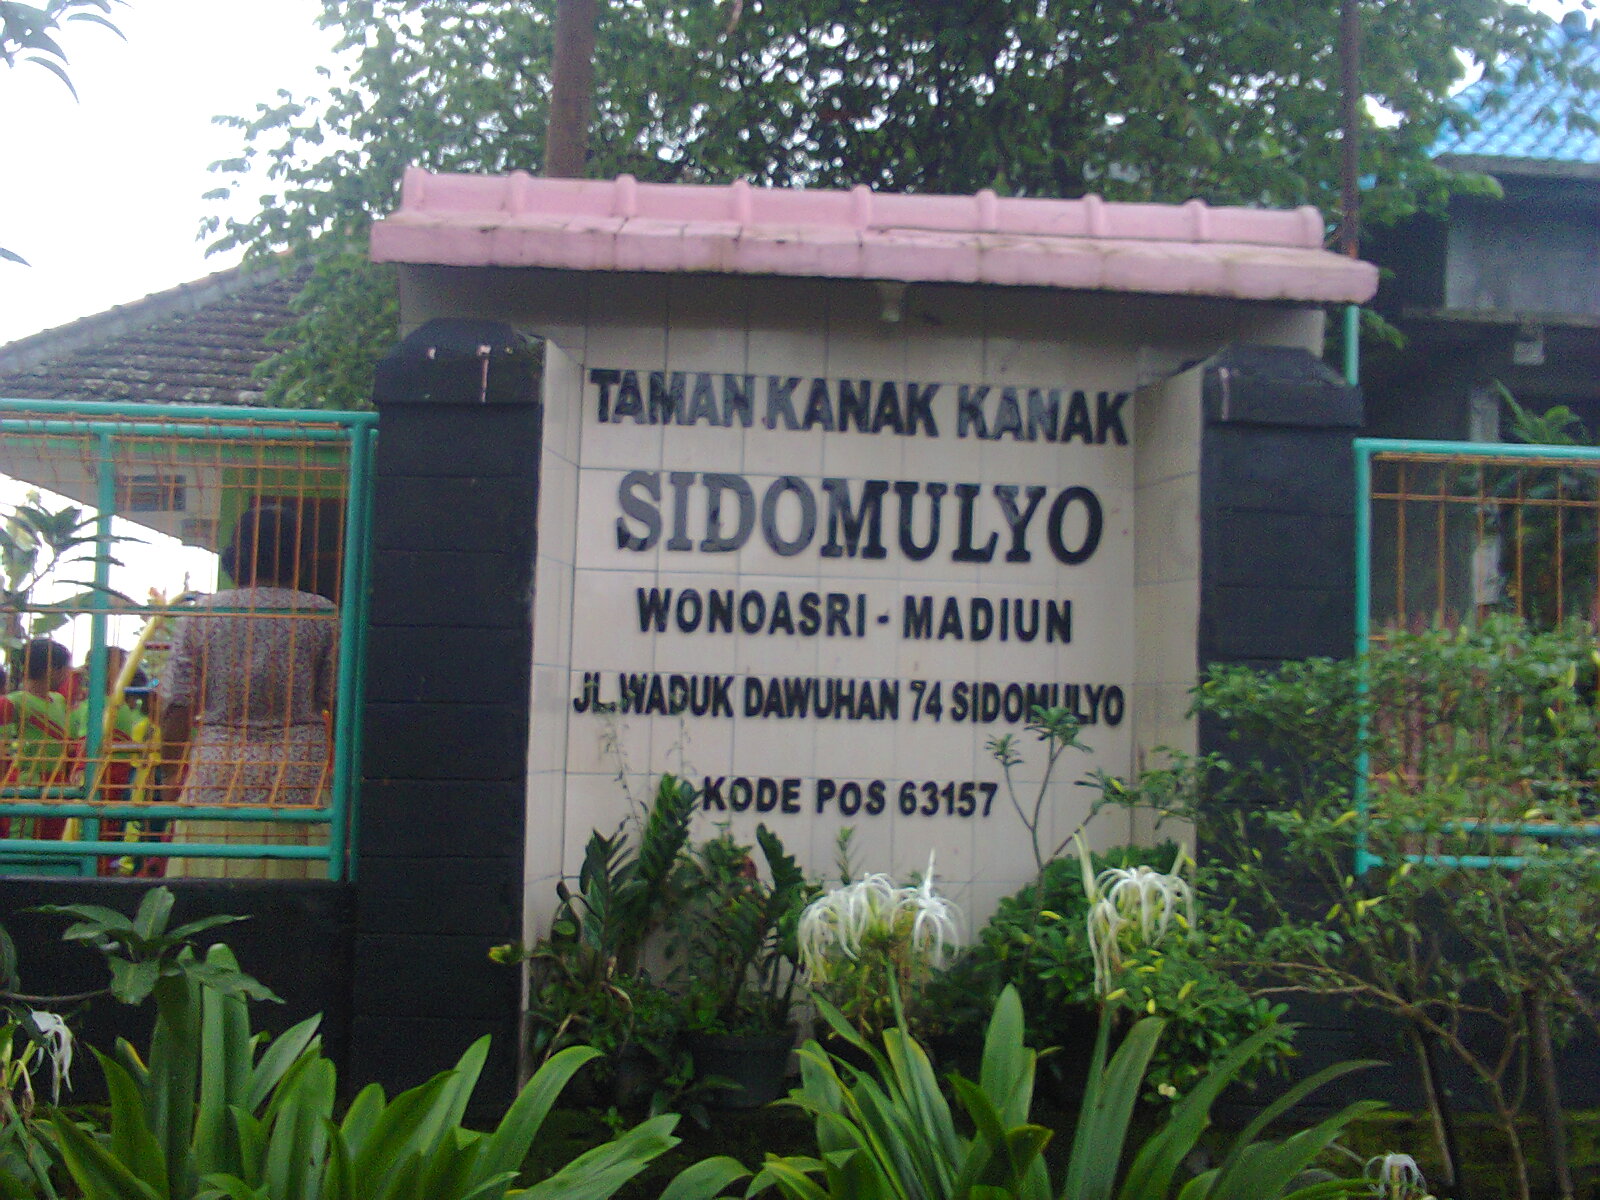 TAMAN KANAK KANAK
SIDOMULYO
WONOASRI - MADIUN
JL.WADUK DAWUHAN 74 SIDOMULYO
KODE POS 63157